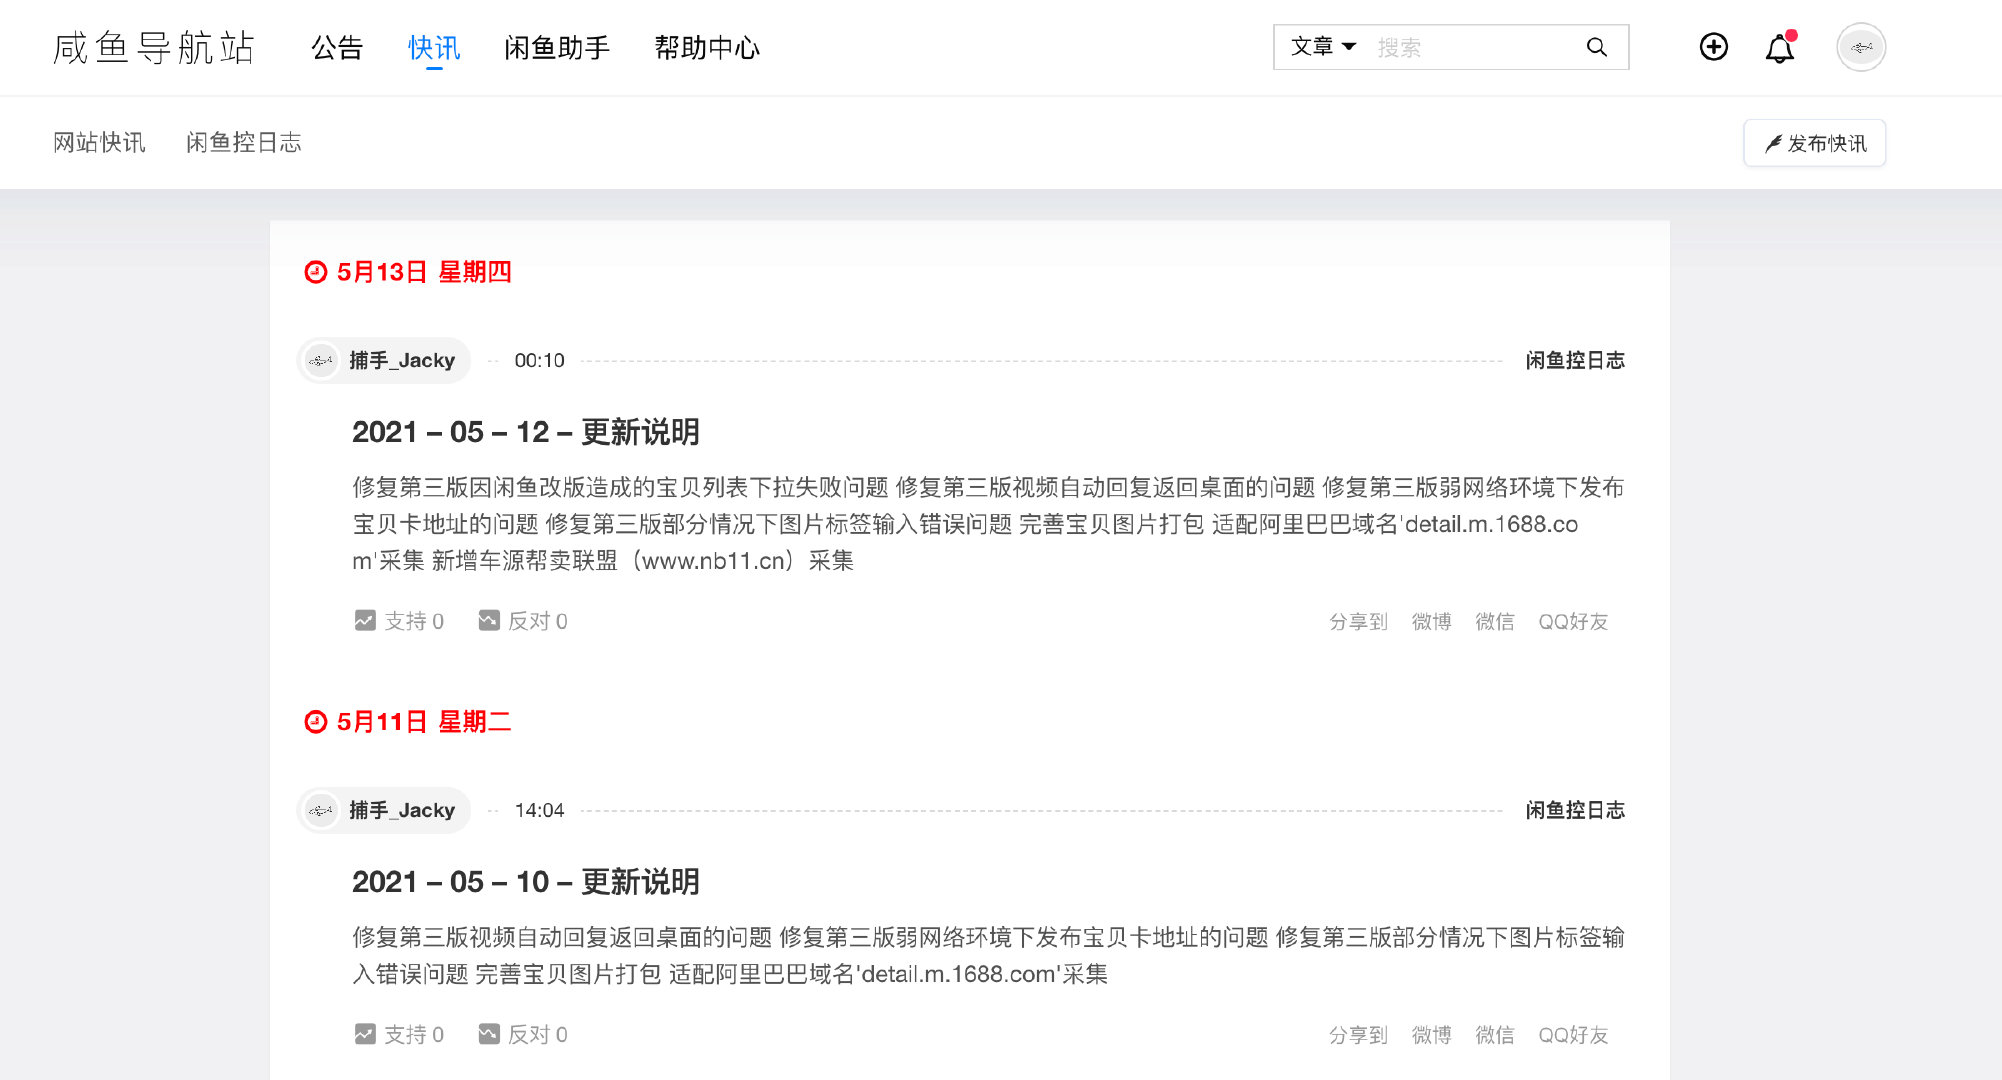 咸鱼导航站 公告 快讯 闲鱼助手 帮助中心 文章 搜索
网站快讯 闲鱼控日志 发布快讯
5月13日 星期四
捕手_Jacky 00:10 闲鱼控日志
2021 – 05 – 12 – 更新说明
修复第三版因闲鱼改版造成的宝贝列表下拉失败问题 修复第三版视频自动回复返回桌面的问题 修复第三版弱网络环境下发布
宝贝卡地址的问题 修复第三版部分情况下图片标签输入错误问题 完善宝贝图片打包 适配阿里巴巴域名'detail.m.1688.co
m'采集 新增车源帮卖联盟（www.nb11.cn）采集
支持 0 反对 0 分享到 微博 微信 QQ好友
5月11日 星期二
捕手_Jacky 14:04 闲鱼控日志
2021 – 05 – 10 – 更新说明
修复第三版视频自动回复返回桌面的问题 修复第三版弱网络环境下发布宝贝卡地址的问题 修复第三版部分情况下图片标签输
入错误问题 完善宝贝图片打包 适配阿里巴巴域名'detail.m.1688.com'采集
支持 0 反对 0 分享到 微博 微信 QQ好友